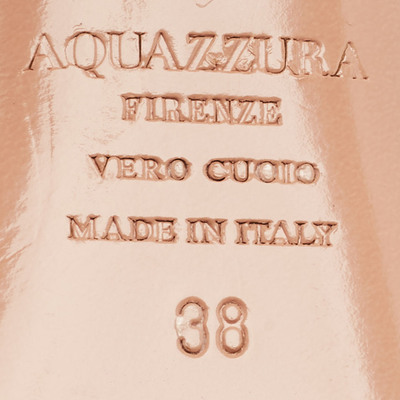 AQUAZZURA
FIRENZE
VERO CUOIO
MADE IN ITALY
38